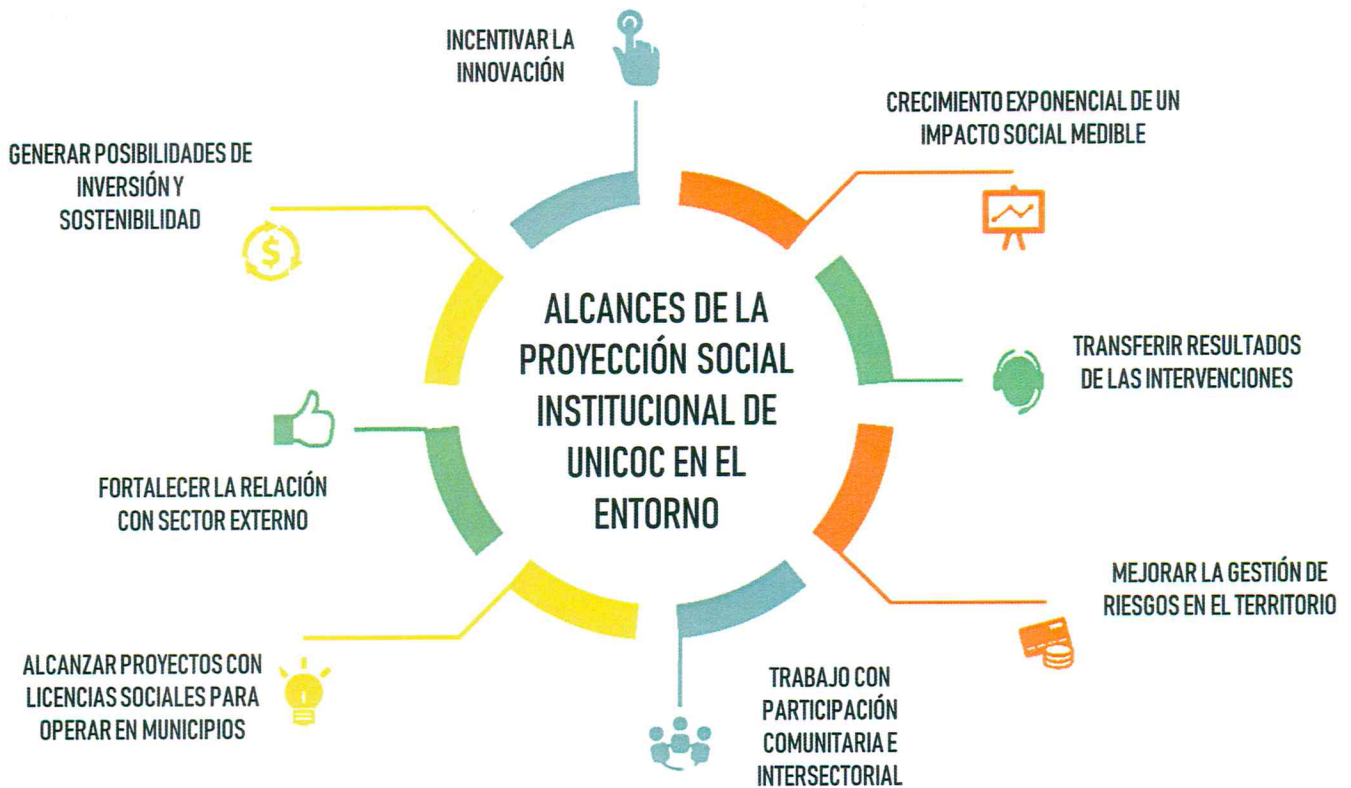 INCENTIVAR LA
INNOVACIÓN
CRECIMIENTO EXPONENCIAL DE UN
IMPACTO SOCIAL MEDIBLE
GENERAR POSIBILIDADES DE
INVERSIÓN Y
SOSTENIBILIDAD
$
ALCANCES DE LA
PROYECCIÓN SOCIAL
INSTITUCIONAL DE
UNICOC EN EL
ENTORNO
TRANSFERIR RESULTADOS
DE LAS INTERVENCIONES
FORTALECER LA RELACIÓN
CON SECTOR EXTERNO
MEJORAR LA GESTIÓN DE
RIESGOS EN EL TERRITORIO
ALCANZAR PROYECTOS CON
LICENCIAS SOCIALES PARA
OPERAR EN MUNICIPIOS
TRABAJO CON
PARTICIPACIÓN
COMUNITARIA E
INTERSECTORIAL